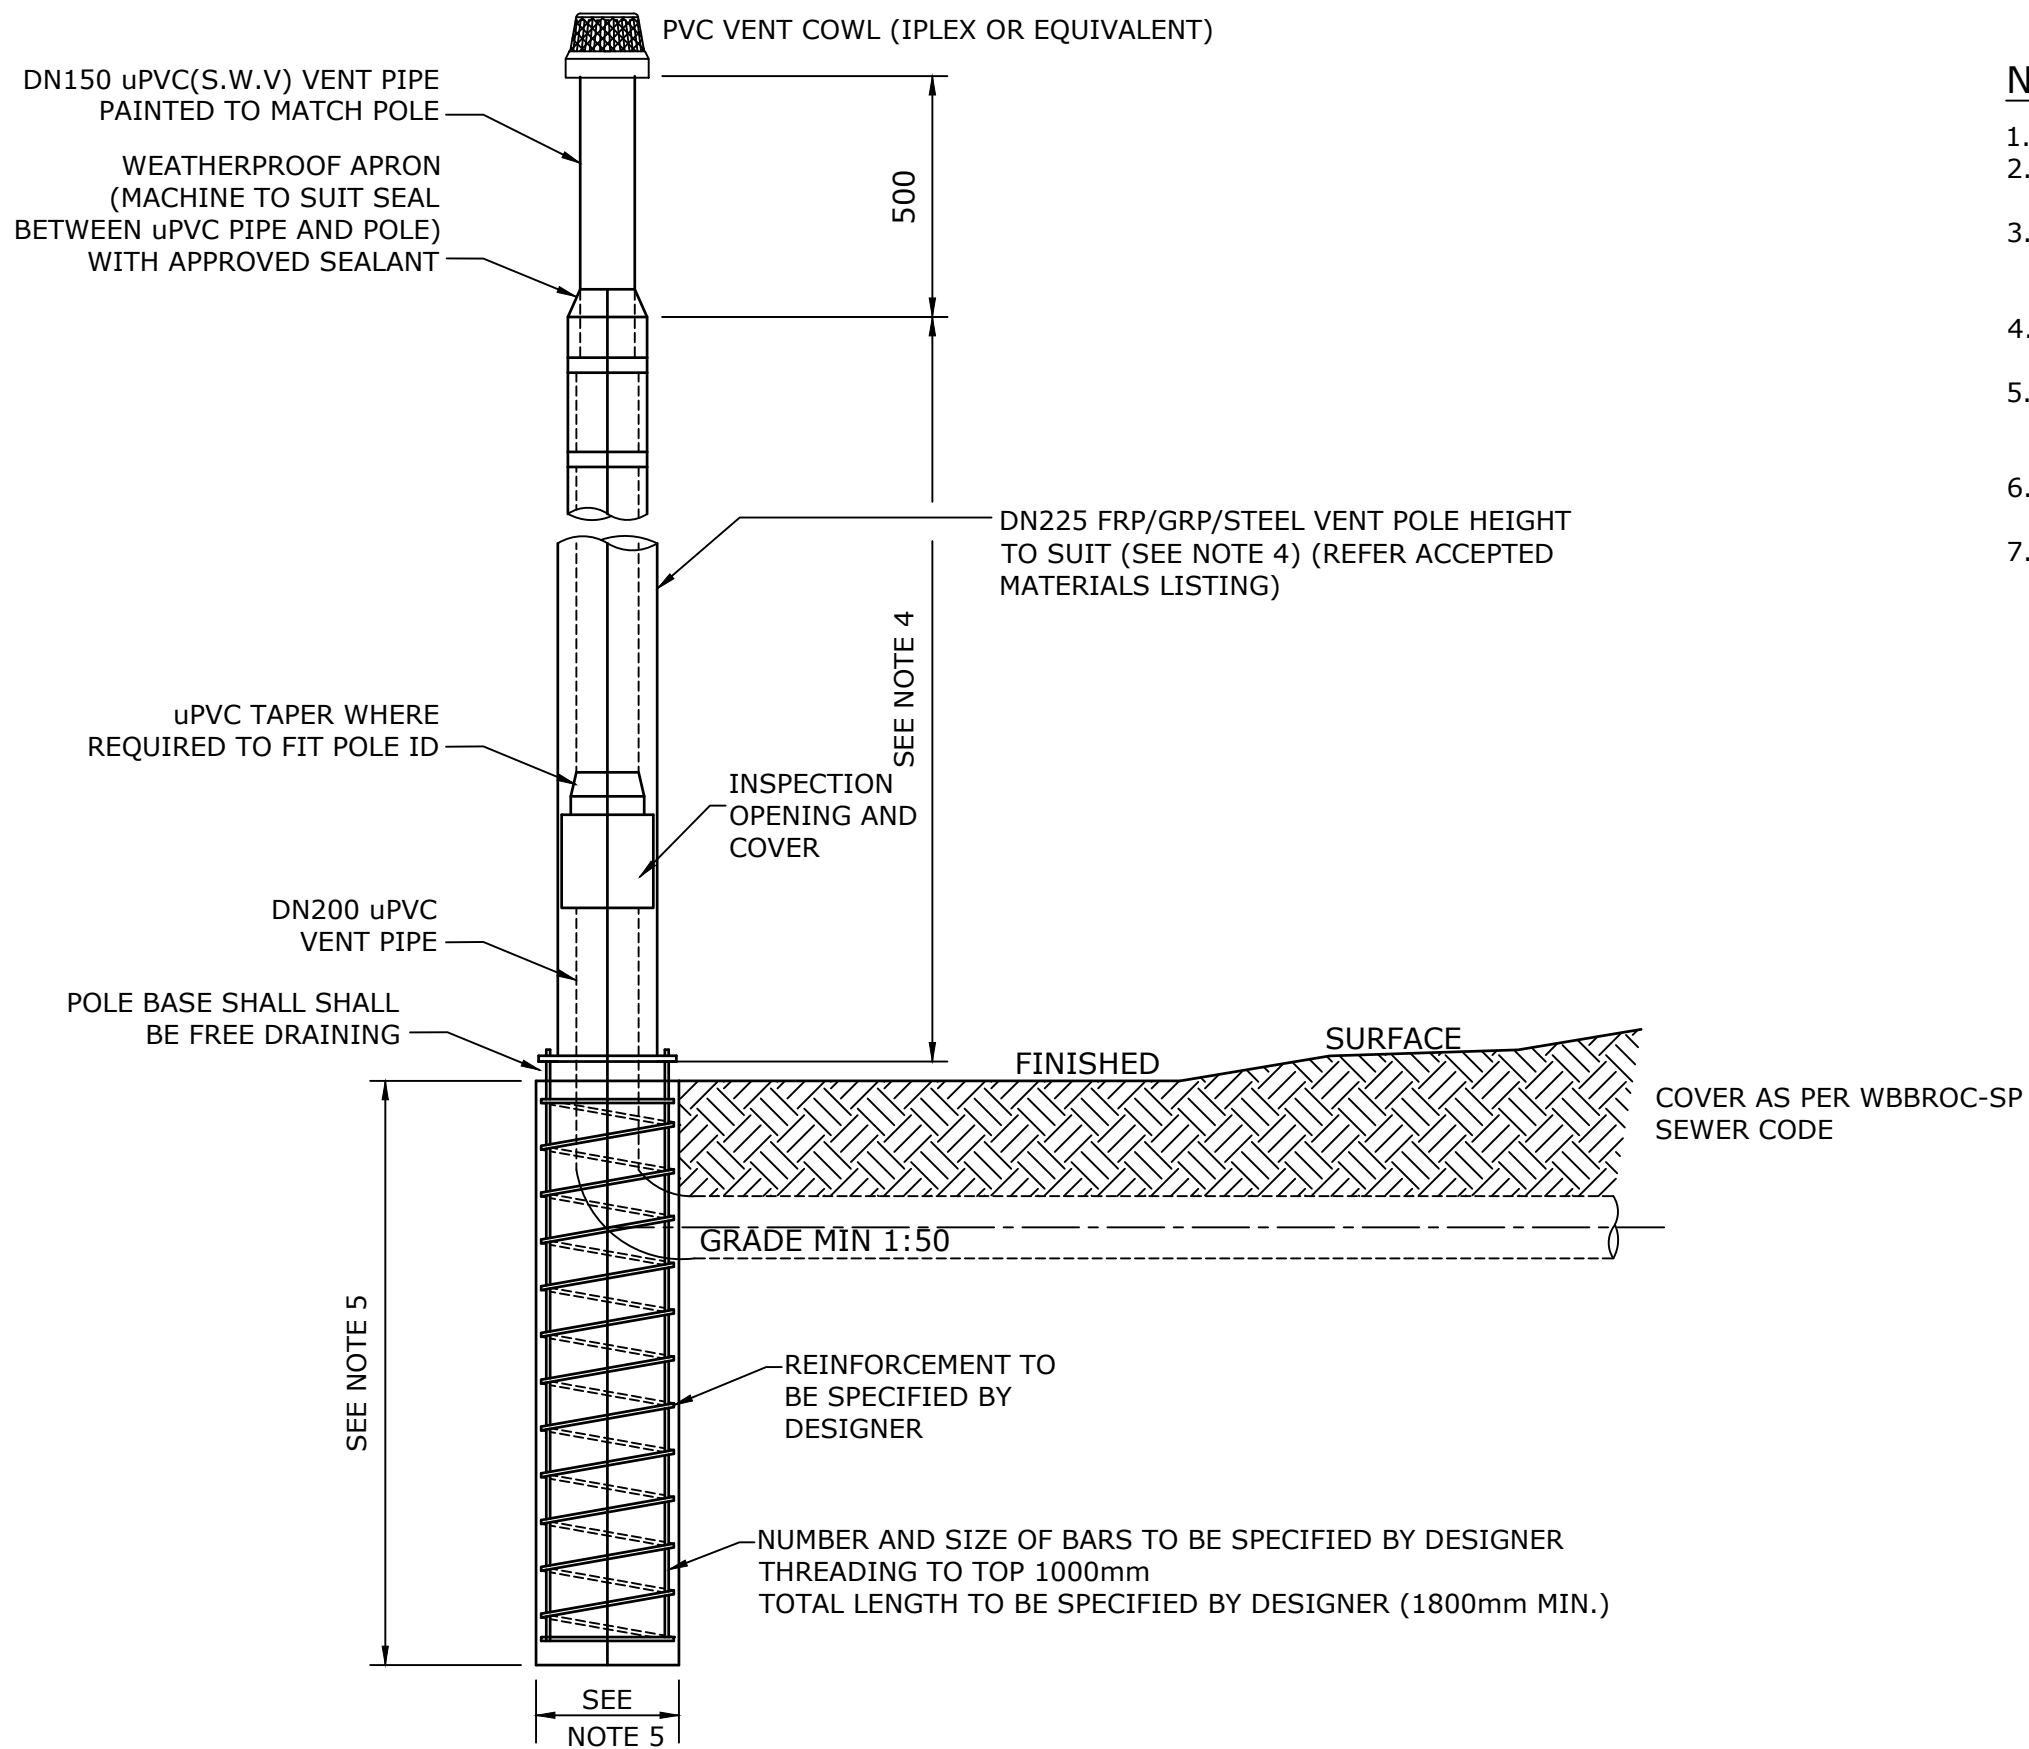 PVC VENT COWL (IPLEX OR EQUIVALENT)
DN150 uPVC(S.W.V) VENT PIPE
PAINTED TO MATCH POLE
WEATHERPROOF APRON
(MACHINE TO SUIT SEAL
BETWEEN uPVC PIPE AND POLE)
WITH APPROVED SEALANT
500
DN225 FRP/GRP/STEEL VENT POLE HEIGHT
TO SUIT (SEE NOTE 4) (REFER ACCEPTED
MATERIALS LISTING)
SEE NOTE 4
uPVC TAPER WHERE
REQUIRED TO FIT POLE ID
INSPECTION
OPENING AND
COVER
DN200 uPVC
VENT PIPE
POLE BASE SHALL SHALL
BE FREE DRAINING
FINISHED
SURFACE
COVER AS PER WBBROC-SP
SEWER CODE
GRADE MIN 1:50
SEE NOTE 5
REINFORCEMENT TO
BE SPECIFIED BY
DESIGNER
NUMBER AND SIZE OF BARS TO BE SPECIFIED BY DESIGNER
THREADING TO TOP 1000mm
TOTAL LENGTH TO BE SPECIFIED BY DESIGNER (1800mm MIN.)
SEE
NOTE 5
N
1.
2.
3.
4.
5.
6.
7.